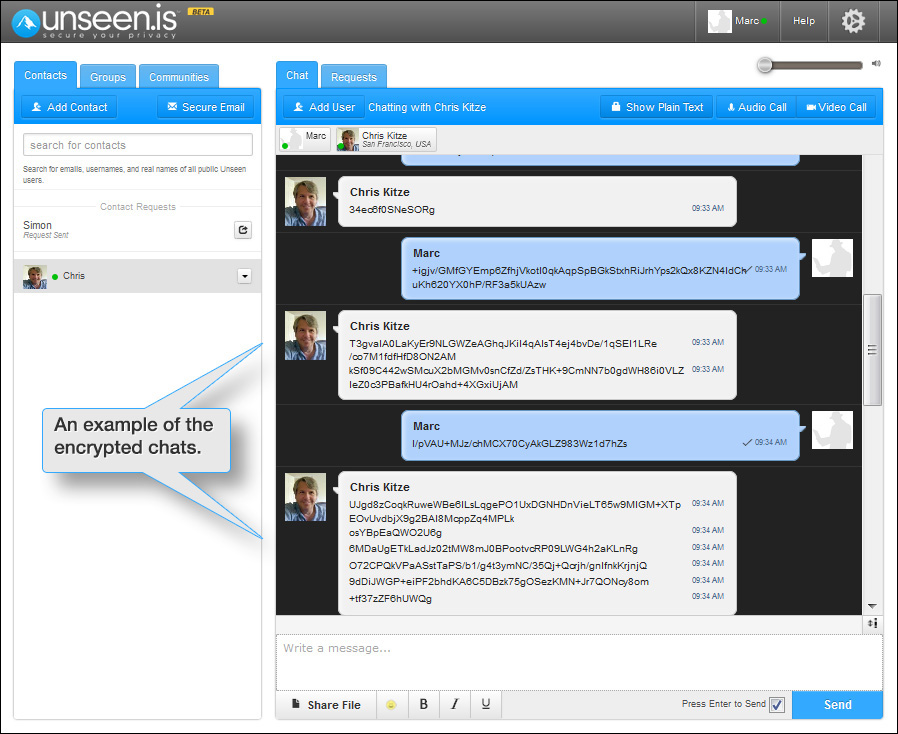 unseen.is BETA
secure your privacy
Marc
Help
Contacts
Groups
Communities
Add Contact
Secure Email
search for contacts
Search for emails, usernames, and real names of all public Unseen
users.
Contact Requests
Simon
Request Sent
Chris
An example of the
encrypted chats.
Chat
Requests
Add User
Chatting with Chris Kitze
Show Plain Text
Audio Call
Video Call
Marc
Chris Kitze
San Francisco, USA
Chris Kitze
34ec6f0SNeSORg 09:33 AM
Marc
+igjv/GMfGYEmp6ZfhjVkotI0qkAqpSpBGkStxhRiJrhYps2kQx8KZN4IdCh 09:33 AM
uKh620YX0hP/RF3a5kUAzw
Chris Kitze
T3gvaIA0LaKyEr9NLGWZeAGhqJKiI4qAIsT4ej4bvDe/1qSEI1LRe 09:33 AM
/co7M1fdfHfD8ON2AM
kSf09C442wSMcuX2bMGMv0snCfZd/ZsTHK+9CmNN7b0gdWH86i0VLZ 09:33 AM
IeZ0c3PBafkHU4rOahd+4XGxiUjAM
Marc
I/pVAU+MJz/chMCX70CyAkGLZ983Wz1d7hZs 09:34 AM
Chris Kitze
UJgd8zCoqkRuweWBe6ILsLqgePO1UxDGNHDnVieLT65w9MIGM+XTp 09:34 AM
EOvUvdbjX9g2BAI8McppZq4MPLk
osYBpEaQWO2U6g 09:34 AM
6MDaUgETkLadJz02tMW8mJ0BPootvcRP09LWG4h2aKLnRg 09:34 AM
O72CPQkVPaASstTaPS/b1/g4t3ymNC/35Qj+Qcrjh/gnIfnkKrjnjQ 09:34 AM
9dDiJWGP+eiPF2bhdKA6C5DBzk75gOSezKMN+Jr7QONcy8om 09:34 AM
+tf37zZF6hUWQg 09:34 AM
Write a message...
Share File
B
I
U
Press Enter to Send
Send